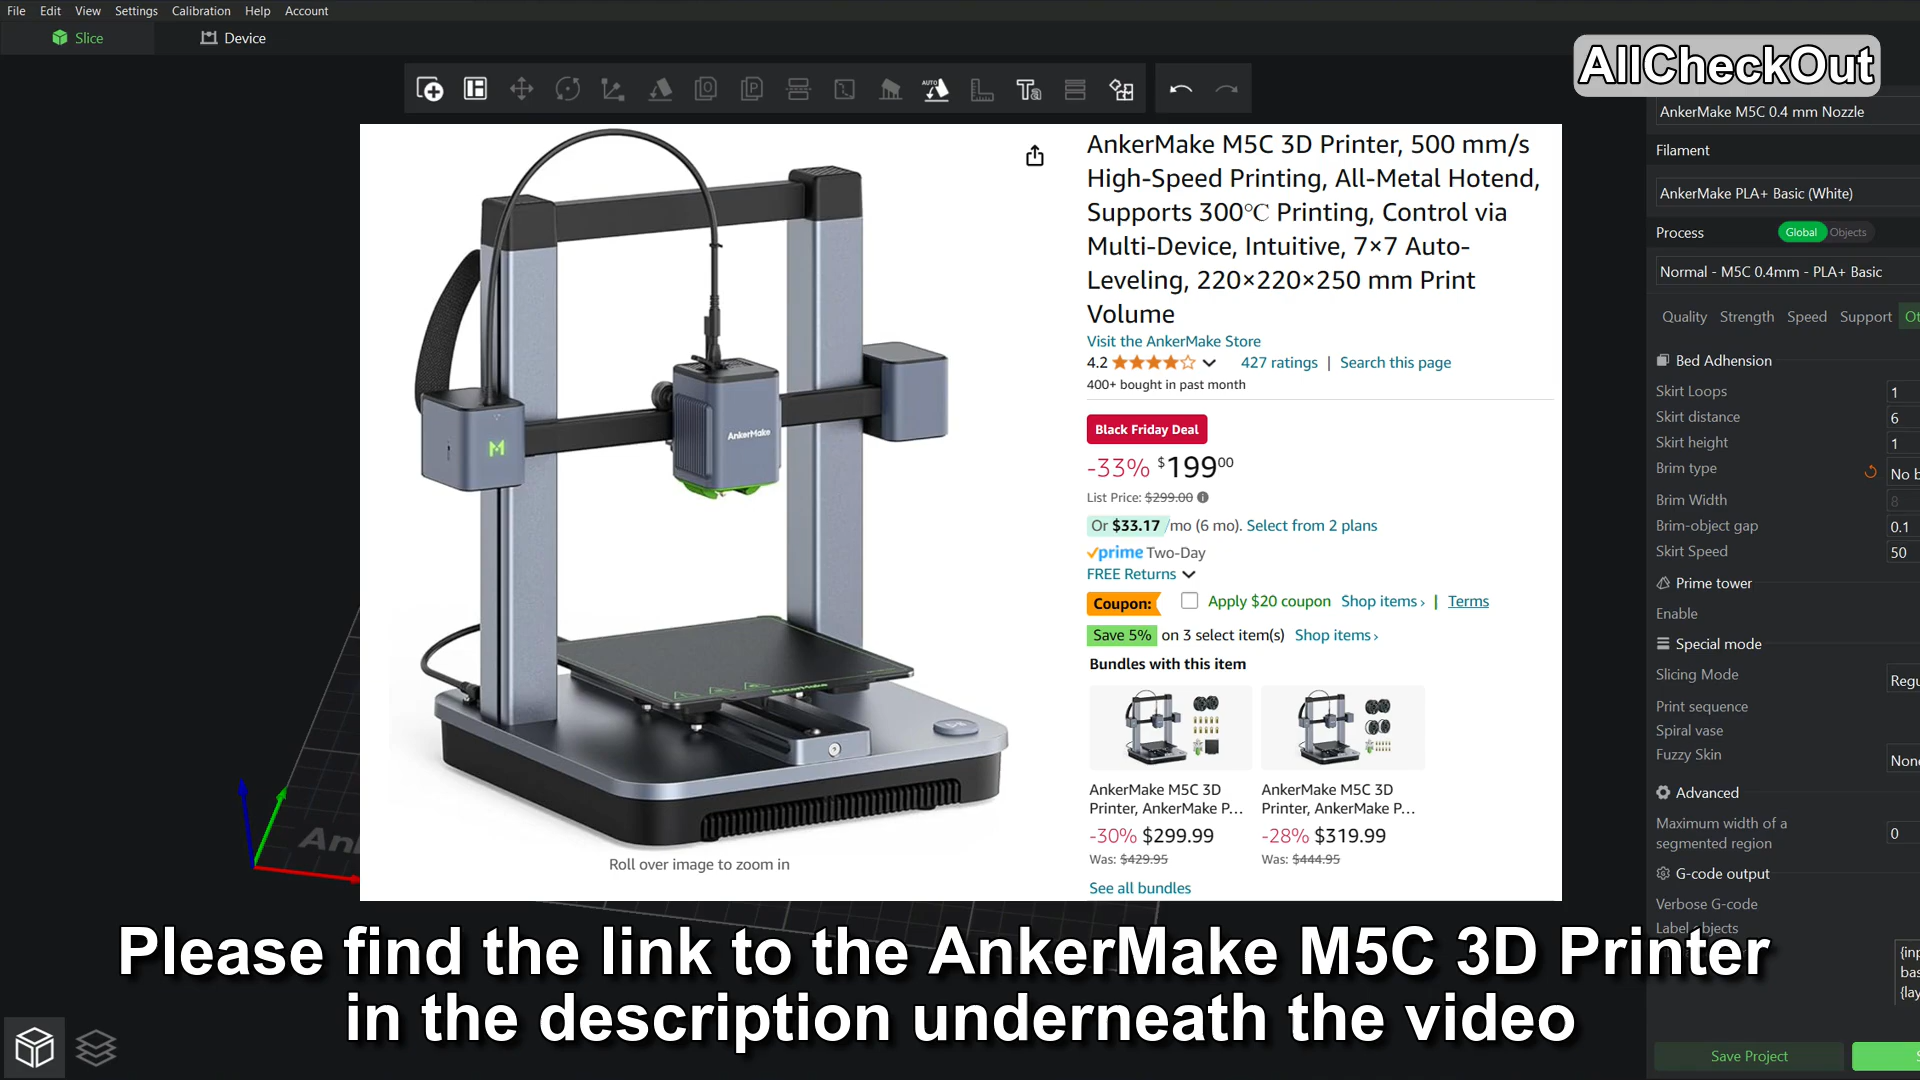 File Edit View Settings Calibration Help Account
Slice Device
AllCheckOut
AUTO
AnkerMake M5C 0.4 mm Nozzle
Filament
AnkerMake PLA+ Basic (White)
Process Global Objects
Normal - M5C 0.4mm - PLA+ Basic
Quality Strength Speed Support
Bed Adhension
Skirt Loops 1
Skirt distance 6
Skirt height 1
Brim type No
Brim Width 8
Brim-object gap 0.1
Skirt Speed 50
Prime tower
Enable
Special mode
Slicing Mode
Print sequence
Spiral vase
Fuzzy Skin
Advanced
Maximum width of a
segmented region 0
G-code output
Verbose G-code
Label objects
Save Project
AnkerMake M5C 3D Printer, 500 mm/s
High-Speed Printing, All-Metal Hotend,
Supports 300℃ Printing, Control via
Multi-Device, Intuitive, 7×7 Auto-
Leveling, 220×220×250 mm Print
Volume
Visit the AnkerMake Store
4.2 427 ratings | Search this page
400+ bought in past month
Black Friday Deal
-33% $19900
List Price: $299.00
Or $33.17 /mo (6 mo). Select from 2 plans
prime Two-Day
FREE Returns
Coupon: Apply $20 coupon Shop items › | Terms
Save 5% on 3 select item(s) Shop items ›
Bundles with this item
AnkerMake M5C 3D
Printer, AnkerMake P...
-30% $299.99
Was: $429.95
AnkerMake M5C 3D
Printer, AnkerMake P...
-28% $319.99
Was: $444.95
See all bundles
AnkerMake
AnkerMake
Roll over image to zoom in
Please find the link to the AnkerMake M5C 3D Printer
in the description underneath the video